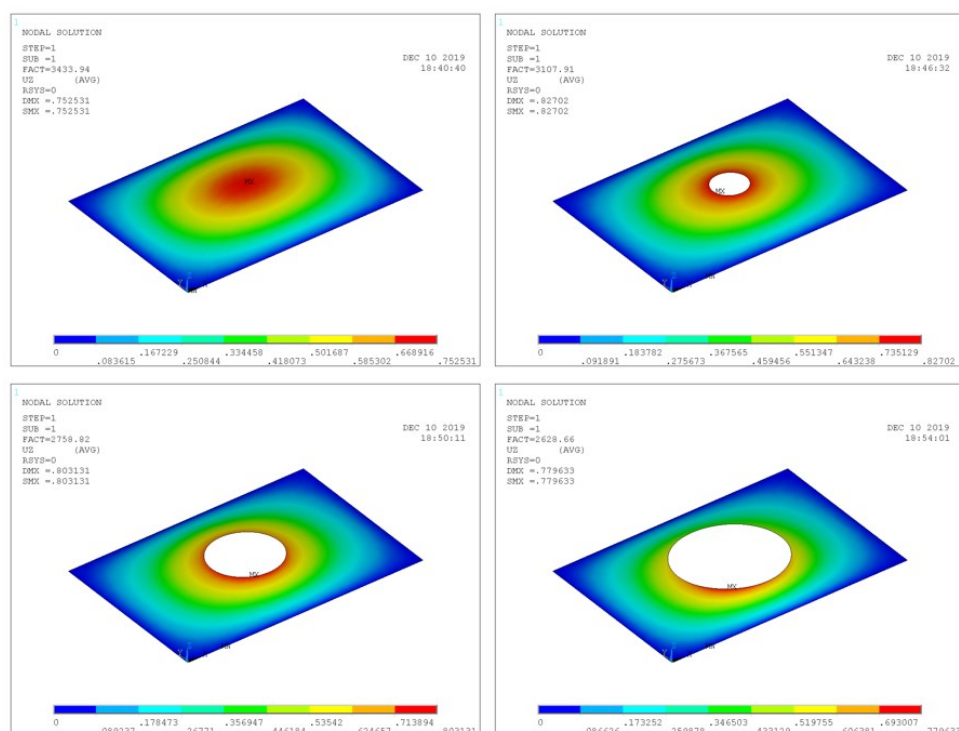 1
NODAL SOLUTION
STEP=1
SUB =1
FACT=3433.94
UZ (AVG)
RSYS=0
DMX =.752531
SMX =.752531
DEC 10 2019
18:40:40
MX
Z
0 .167229 .334458 .501687 .668916
.083615 .250844 .418073 .585302 .752531
1
NODAL SOLUTION
STEP=1
SUB =1
FACT=3107.91
UZ (AVG)
RSYS=0
DMX =.82702
SMX =.82702
DEC 10 2019
18:46:32
MX
Z
0 .183782 .367565 .551347 .735129
.091891 .275673 .459456 .643238 .82702
1
NODAL SOLUTION
STEP=1
SUB =1
FACT=2758.82
UZ (AVG)
RSYS=0
DMX =.803131
SMX =.803131
DEC 10 2019
18:50:11
MX
0 .178473 .356947 .53542 .713894
1
NODAL SOLUTION
STEP=1
SUB =1
FACT=2628.66
UZ (AVG)
RSYS=0
DMX =.779633
SMX =.779633
DEC 10 2019
18:54:01
MX
0 .173252 .346503 .519755 .693007